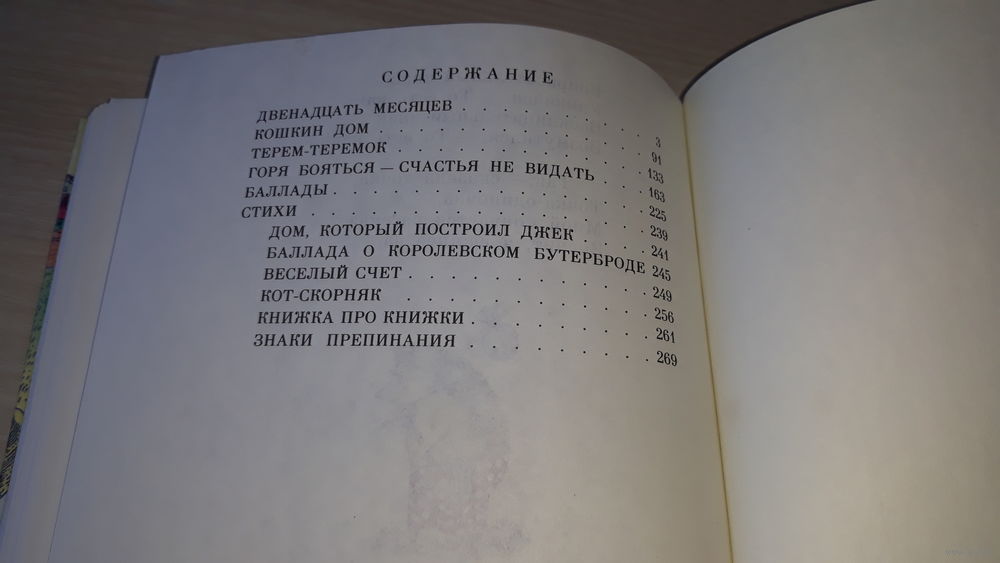 СОДЕРЖАНИЕ
ДВЕНАДЦАТЬ МЕСЯЦЕВ . . . . . . . . . . 3
КОШКИН ДОМ . . . . . . . . . . . . . 91
ТЕРЕМ-ТЕРЕМОК . . . . . . . . . . . . 133
ГОРЯ БОЯТЬСЯ — СЧАСТЬЯ НЕ ВИДАТЬ . . . 163
БАЛЛАДЫ . . . . . . . . . . . . . . . 225
СТИХИ . . . . . . . . . . . . . . . . 239
ДОМ, КОТОРЫЙ ПОСТРОИЛ ДЖЕК . . . . 241
БАЛЛАДА О КОРОЛЕВСКОМ БУТЕРБРОДЕ 245
ВЕСЕЛЫЙ СЧЕТ . . . . . . . . . . . 249
КОТ-СКОРНЯК . . . . . . . . . . . 256
КНИЖКА ПРО КНИЖКИ . . . . . . . . 261
ЗНАКИ ПРЕПИНАНИЯ . . . . . . . . 269